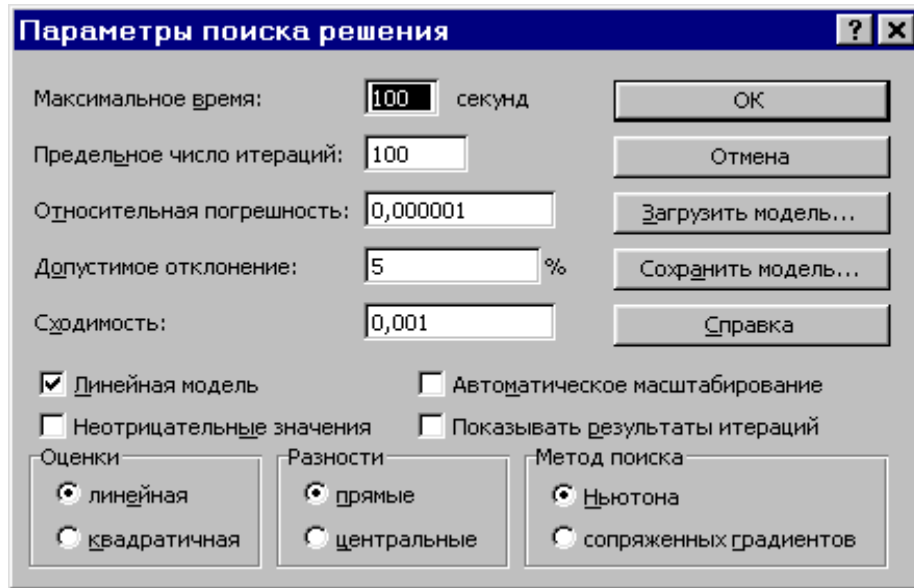 Параметры поиска решения
Максимальное время: 100 секунд OK
Предельное число итераций: 100 Отмена
Относительная погрешность: 0,000001 Загрузить модель...
Допустимое отклонение: 5 % Сохранить модель...
Сходимость: 0,001 Справка
Линейная модель Автоматическое масштабирование
Неотрицательные значения Показывать результаты итераций
Оценки Разности Метод поиска
линейная прямые Ньютона
квадратичная центральные сопряженных градиентов